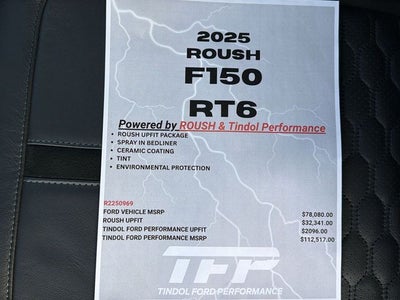 2025
ROUSH
F150
RT6
Powered by ROUSH & Tindol Performance
• ROUSH UPFIT PACKAGE
• SPRAY IN BEDLINER
• CERAMIC COATING
• TINT
• ENVIRONMENTAL PROTECTION
R2250969
FORD VEHICLE MSRP $78,080.00
ROUSH UPFIT $32,341.00
TINDOL FORD PERFORMANCE UPFIT $2096.00
TINDOL FORD PERFORMANCE MSRP $112,517.00
TFP
TINDOL FORD PERFORMANCE